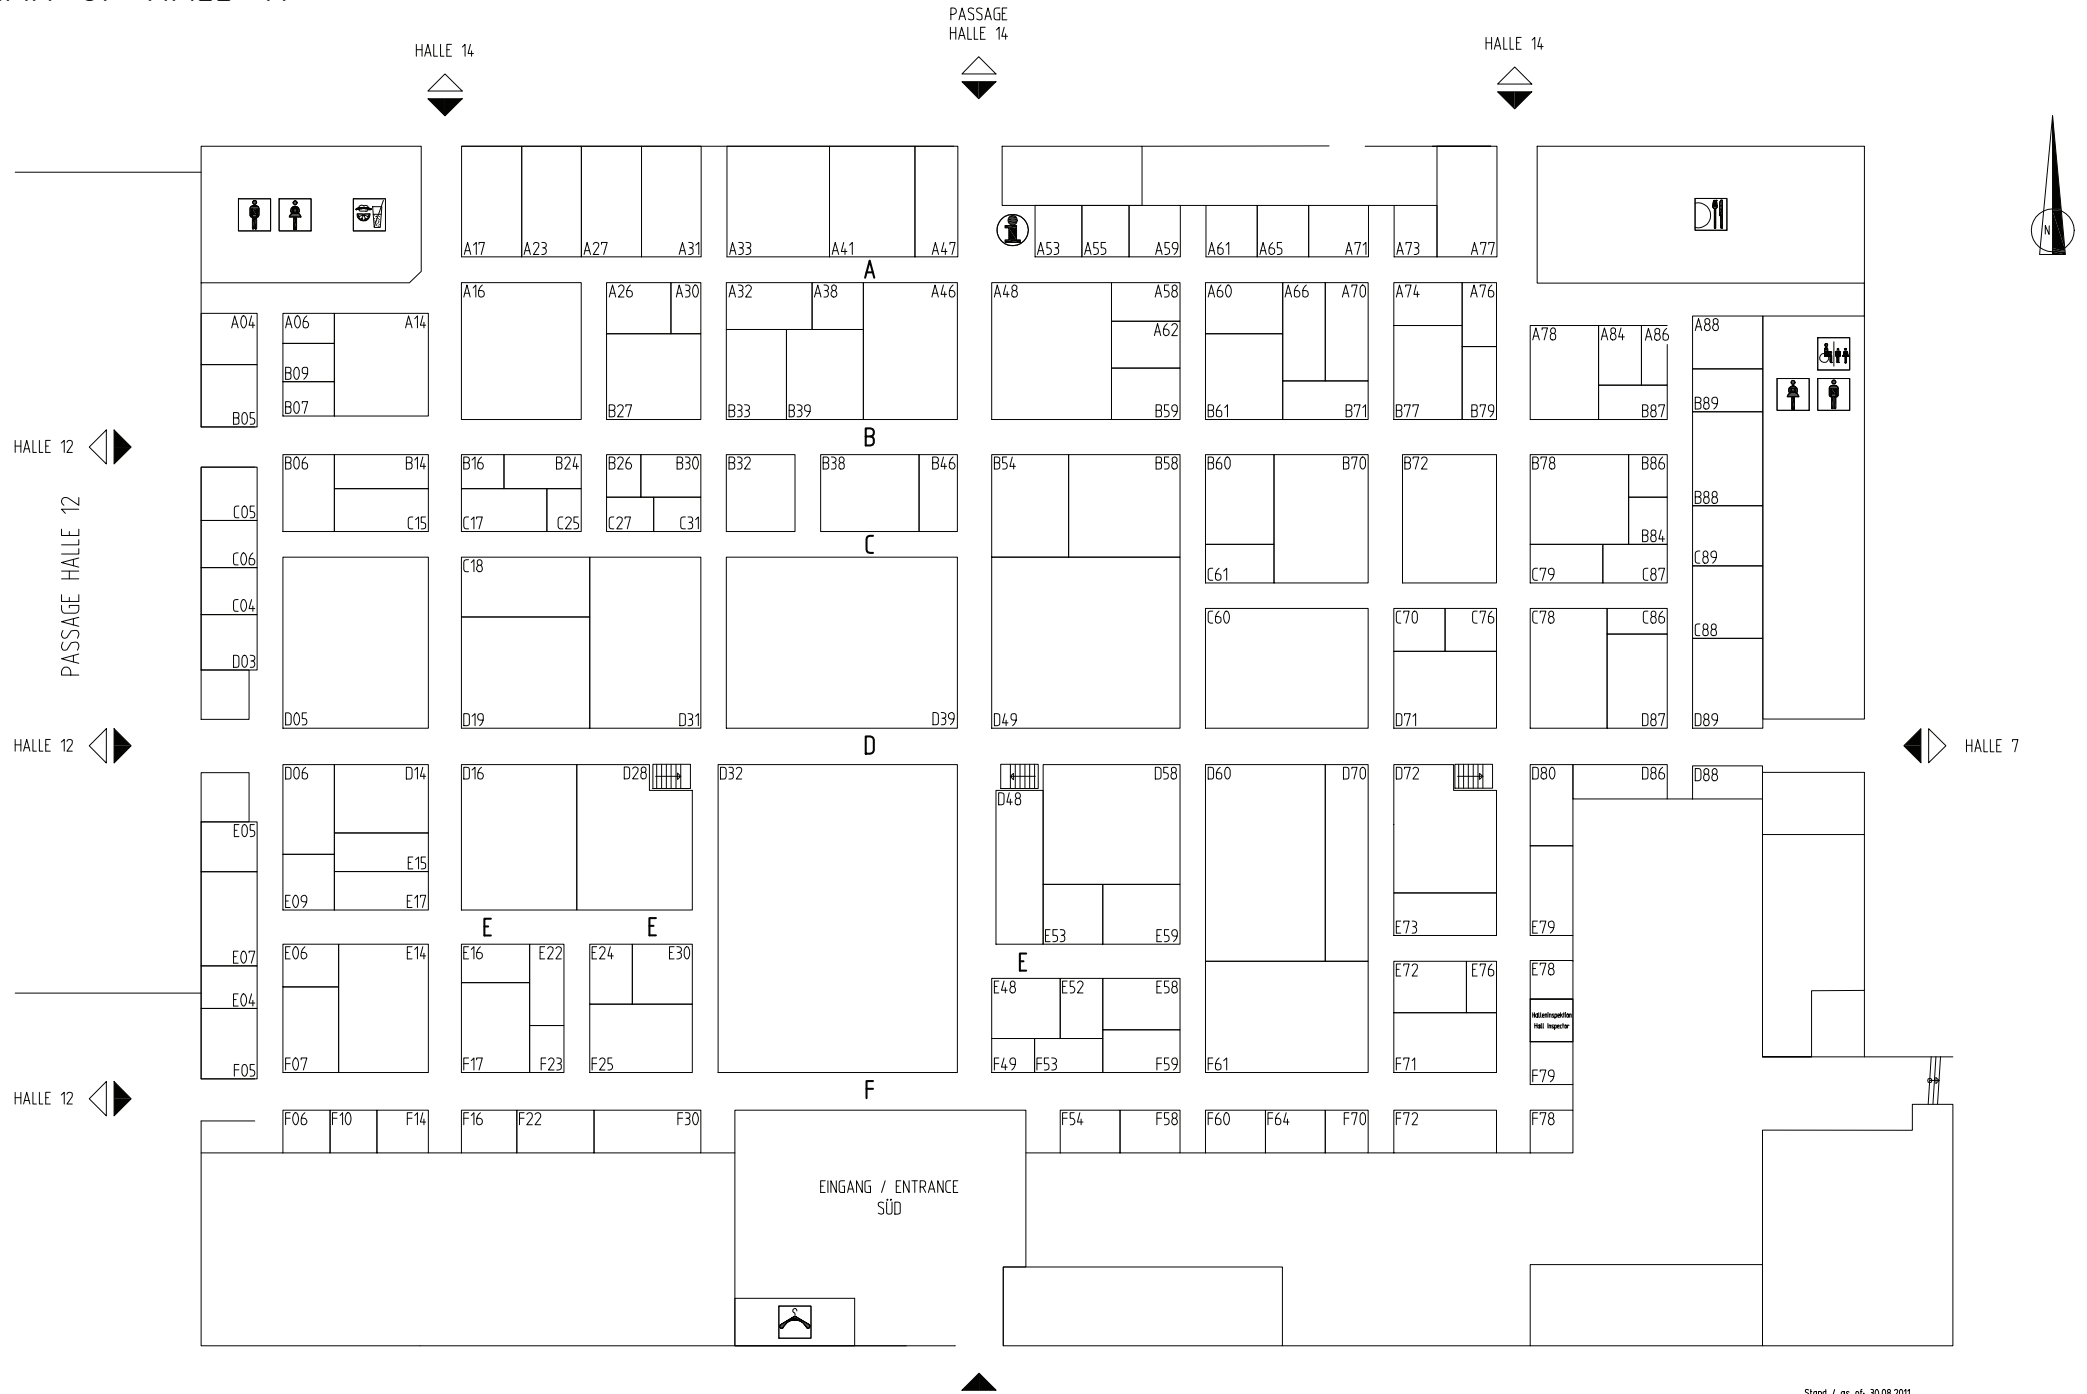 PASSAGE
HALLE 14
HALLE 14
HALLE 14
N
A17
A23
A27
A31
A33
A41
A47
A53
A55
A59
A61
A65
A71
A73
A77
A
A16
A26
A30
A32
A38
A46
A48
A58
A60
A66
A70
A74
A76
A04
A06
A14
A62
A78
A84
A86
A88
B09
B07
B05
B27
B33
B39
B59
B61
B71
B77
B79
B87
B89
HALLE 12
B
B06
B14
B16
B24
B26
B30
B32
B38
B46
B54
B58
B60
B70
B72
B78
B86
B88
C05
C15
C17
C25
C27
C31
B84
PASSAGE HALLE 12
C
C06
C18
C61
C79
C87
C89
C04
C60
C70
C76
C78
C86
C88
D03
D05
D19
D31
D39
D49
D71
D87
D89
HALLE 12
D
HALLE 7
D06
D14
D16
D28
D32
D48
D58
D60
D70
D72
D80
D86
D88
E05
E15
E09
E17
E
E
E53
E59
E73
E79
E07
E06
E14
E16
E22
E24
E30
E
E72
E76
E78
E04
E48
E52
E58
Halleninspektion
Hall Inspector
F05
F07
F17
F23
F25
F49
F53
F59
F61
F71
F79
HALLE 12
F
F06
F10
F14
F16
F22
F30
F54
F58
F60
F64
F70
F72
F78
EINGANG / ENTRANCE
SÜD
Stand / as of: 30.08.2011